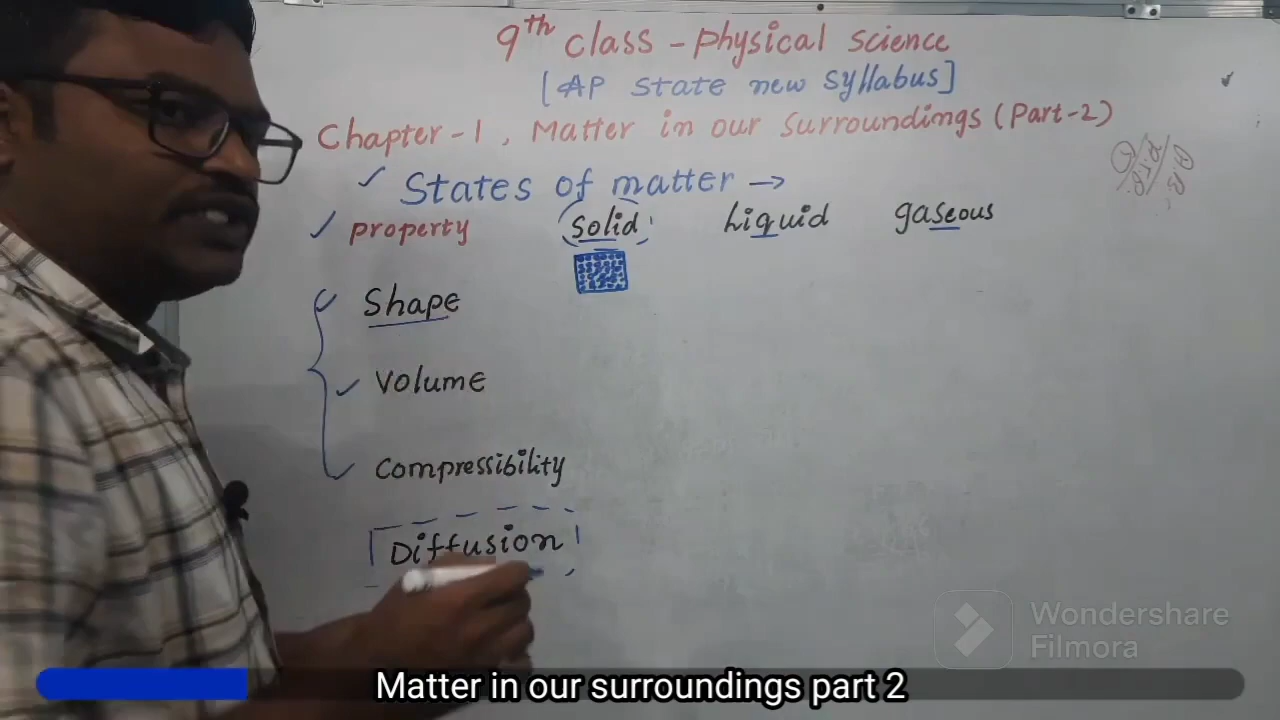 9th class - physical science
[AP state new syllabus]
Chapter-1, Matter in our surroundings (Part-2)
States of matter →
property solid Liquid gaseous
Shape
Volume
Compressibility
Diffusion
Wondershare
Filmora
Matter in our surroundings part 2